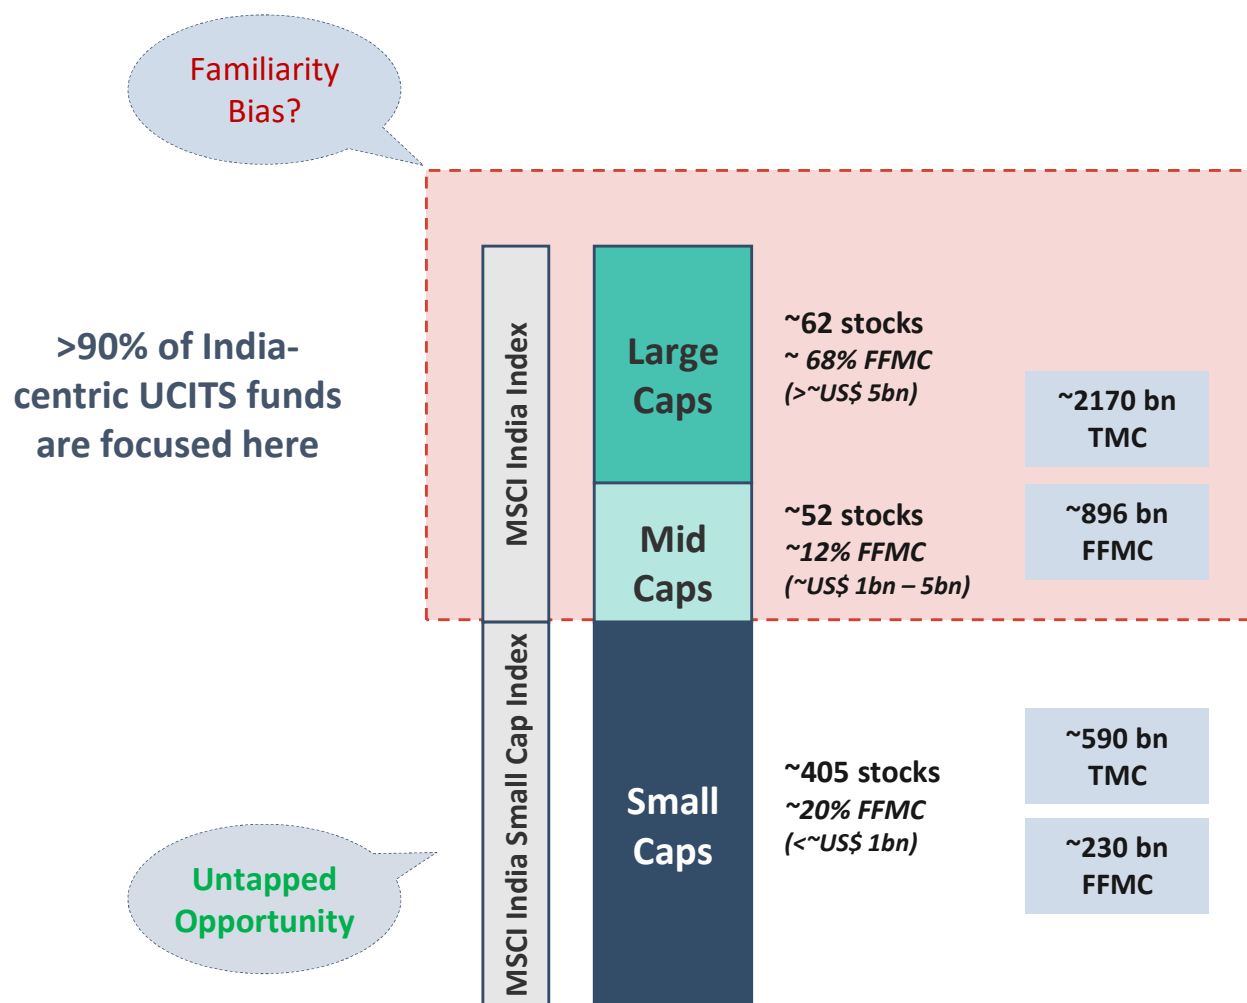 Familiarity
Bias?
>90% of India-
centric UCITS funds
are focused here
MSCI India Index
Large
Caps
~62 stocks
~ 68% FFMC
(>~US$ 5bn)
~2170 bn
TMC
Mid
Caps
~52 stocks
~12% FFMC
(~US$ 1bn – 5bn)
~896 bn
FFMC
MSCI India Small Cap Index
Small
Caps
~405 stocks
~20% FFMC
(<~US$ 1bn)
~590 bn
TMC
~230 bn
FFMC
Untapped
Opportunity